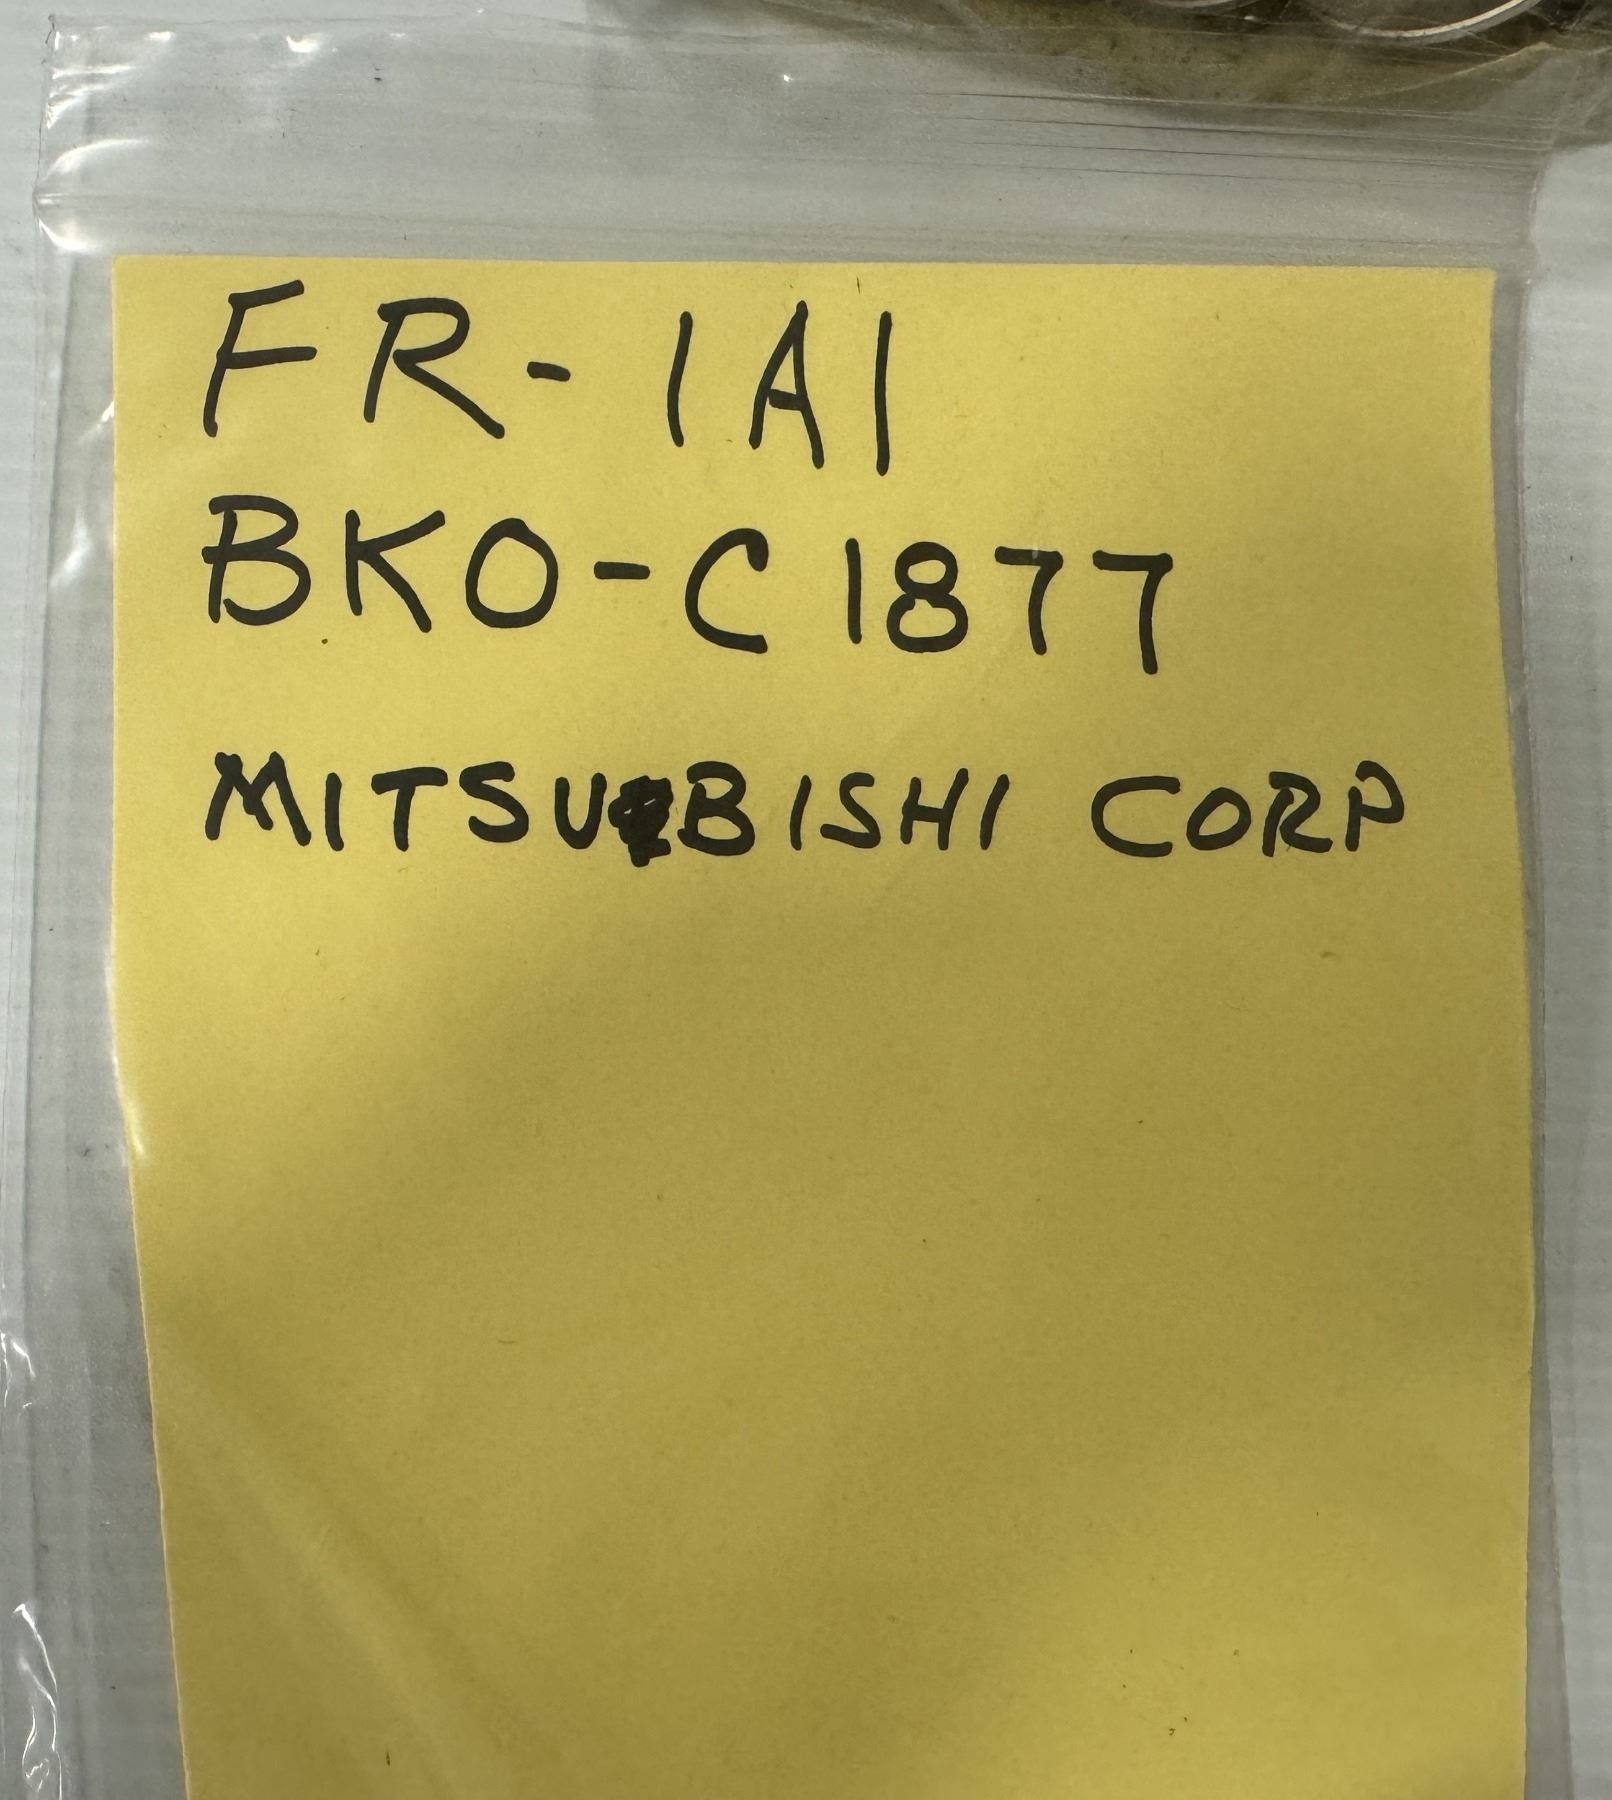 FR-1A1
BKO-C1877
MITSUBISHI CORP